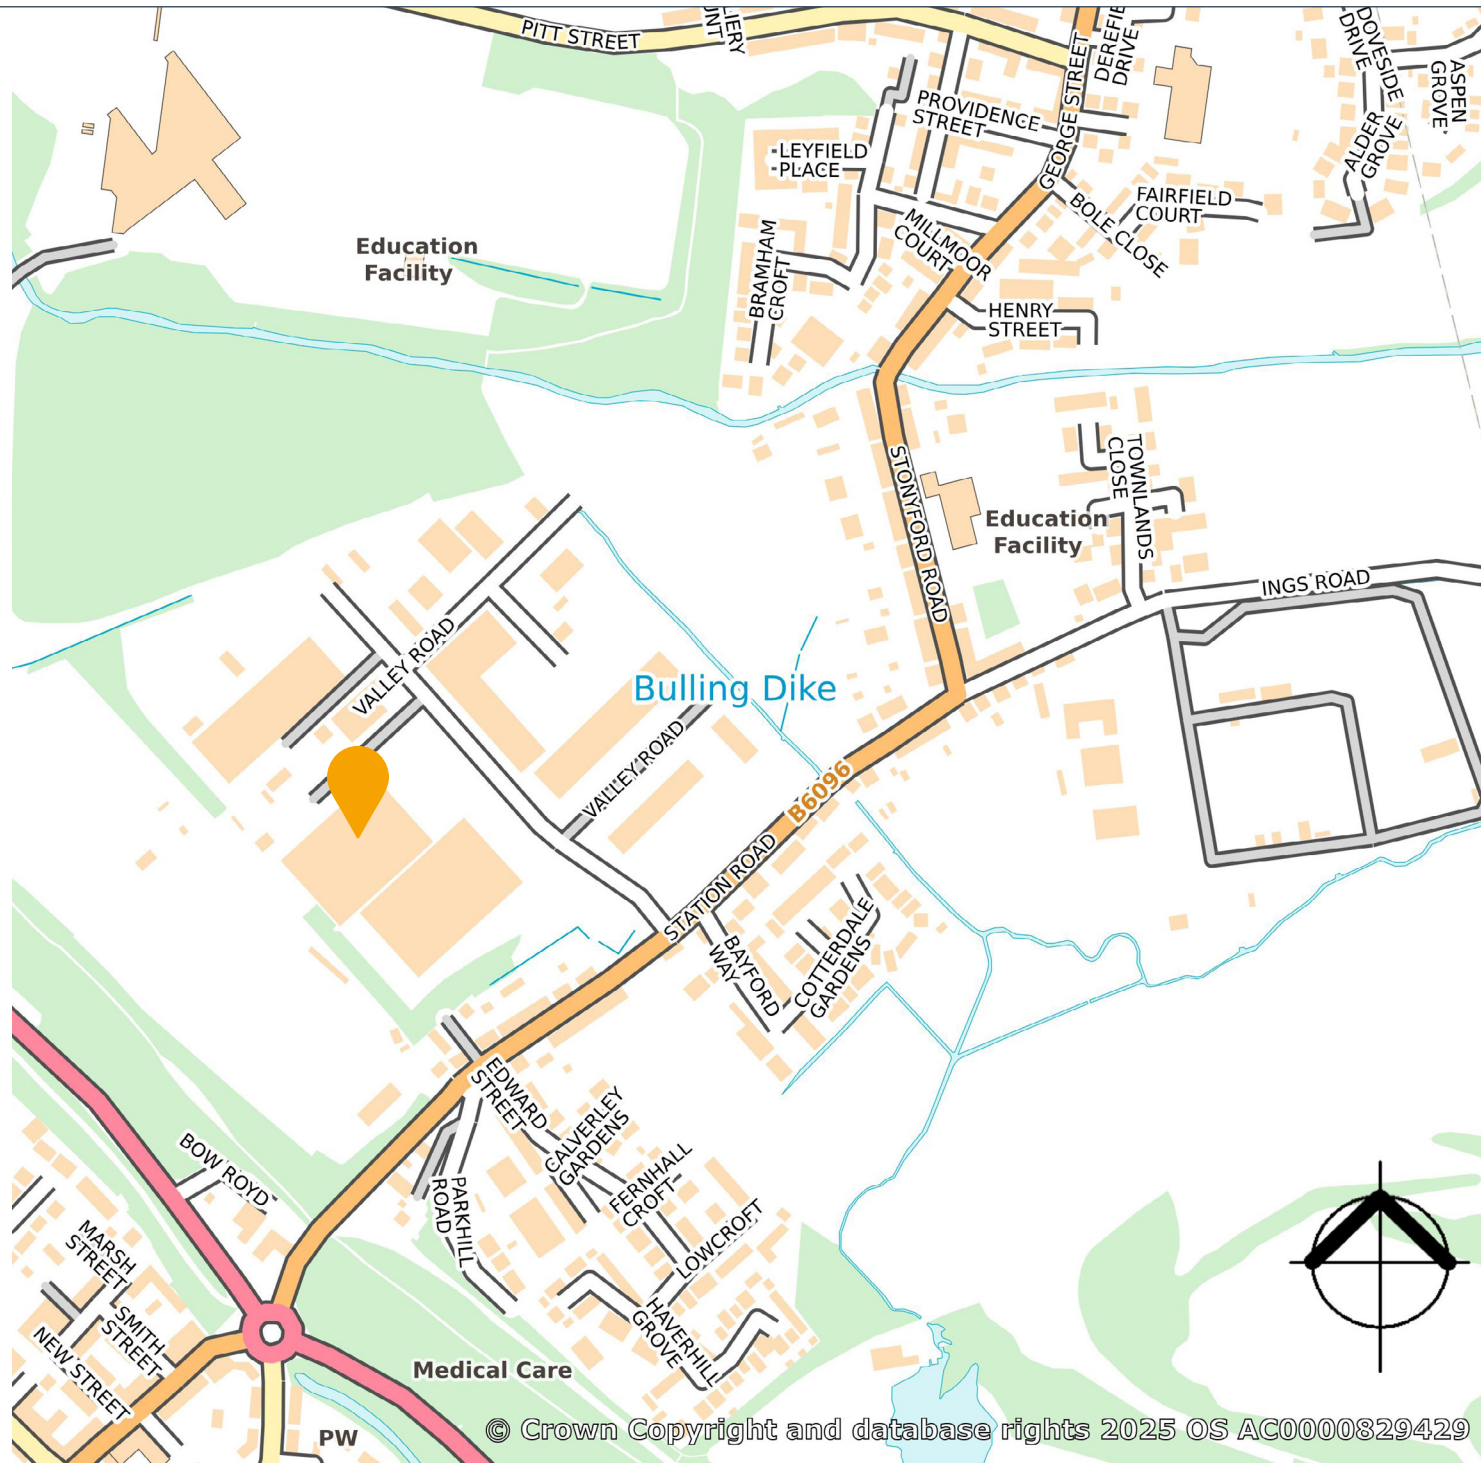 PITT STREET
LIERY
UNT
DEREFIE
DRIVE
DOVESIDE
DRIVE
ASPEN
GROVE
PROVIDENCE
STREET
GEORGE STREET
ALDER
GROVE
LEYFIELD
PLACE
FAIRFIELD
COURT
BOLE CLOSE
MILLMOOR
COURT
BRAMHAM
CROFT
Education
Facility
HENRY
STREET
TOWNLANDS
CLOSE
STONYFORD ROAD
Education
Facility
INGS ROAD
VALLEY ROAD
Bulling Dike
VALLEY ROAD
B6096
STATION ROAD
BAYFORD
WAY
COTTERDALE
GARDENS
EDWARD
STREET
CALVERLEY
GARDENS
FERNHALL
CROFT
BOW ROYD
PARKHILL
ROAD
LOWCROFT
MARSH
STREET
SMITH
STREET
HAVERHILL
GROVE
NEW STREET
Medical Care
PW
© Crown Copyright and database rights 2025 OS AC0000829429